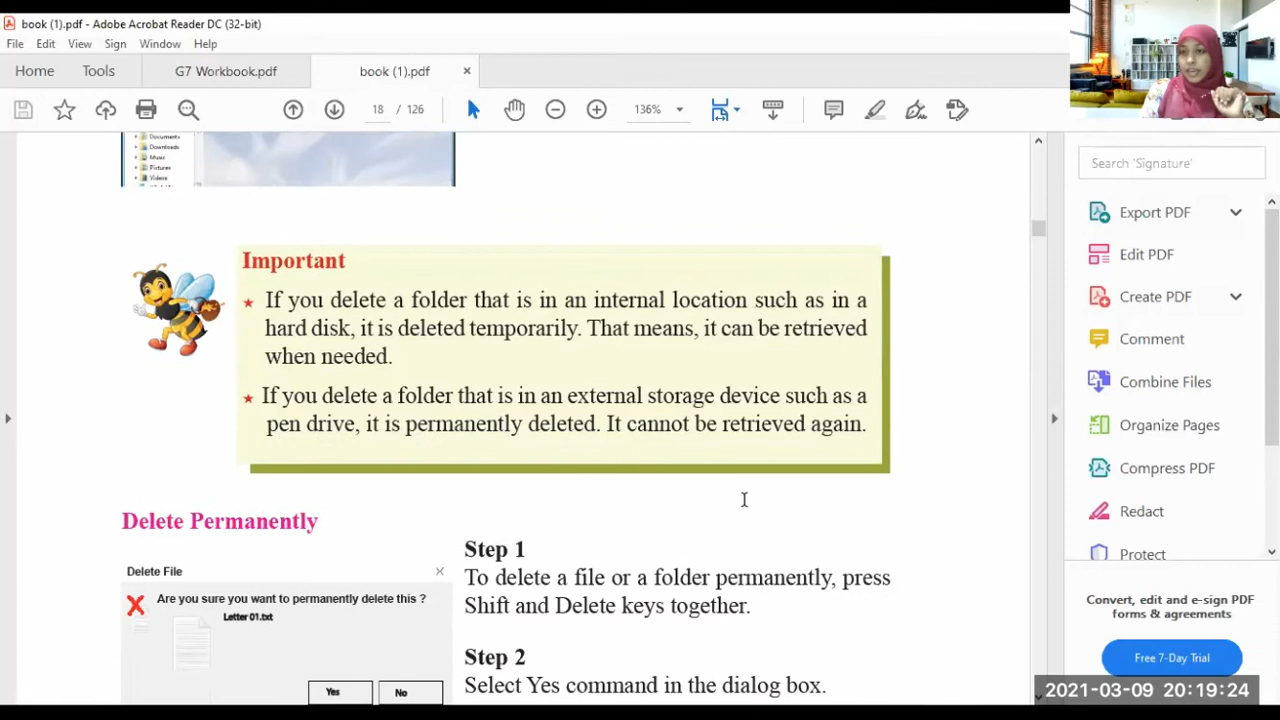 book (1).pdf - Adobe Acrobat Reader DC (32-bit)
File Edit View Sign Window Help
Home Tools G7 Workbook.pdf book (1).pdf ×
18 / 126 136%
Documents
Downloads
Music
Pictures
Videos
Important
★ If you delete a folder that is in an internal location such as in a
hard disk, it is deleted temporarily. That means, it can be retrieved
when needed.
★ If you delete a folder that is in an external storage device such as a
pen drive, it is permanently deleted. It cannot be retrieved again.
Delete Permanently
Delete File
Are you sure you want to permanently delete this ?
Letter 01.txt
Yes No
Step 1
To delete a file or a folder permanently, press
Shift and Delete keys together.
Step 2
Select Yes command in the dialog box.
Search 'Signature'
Export PDF
Edit PDF
Create PDF
Comment
Combine Files
Organize Pages
Compress PDF
Redact
Protect
Convert, edit and e-sign PDF
forms & agreements
Free 7-Day Trial
2021-03-09 20:19:24